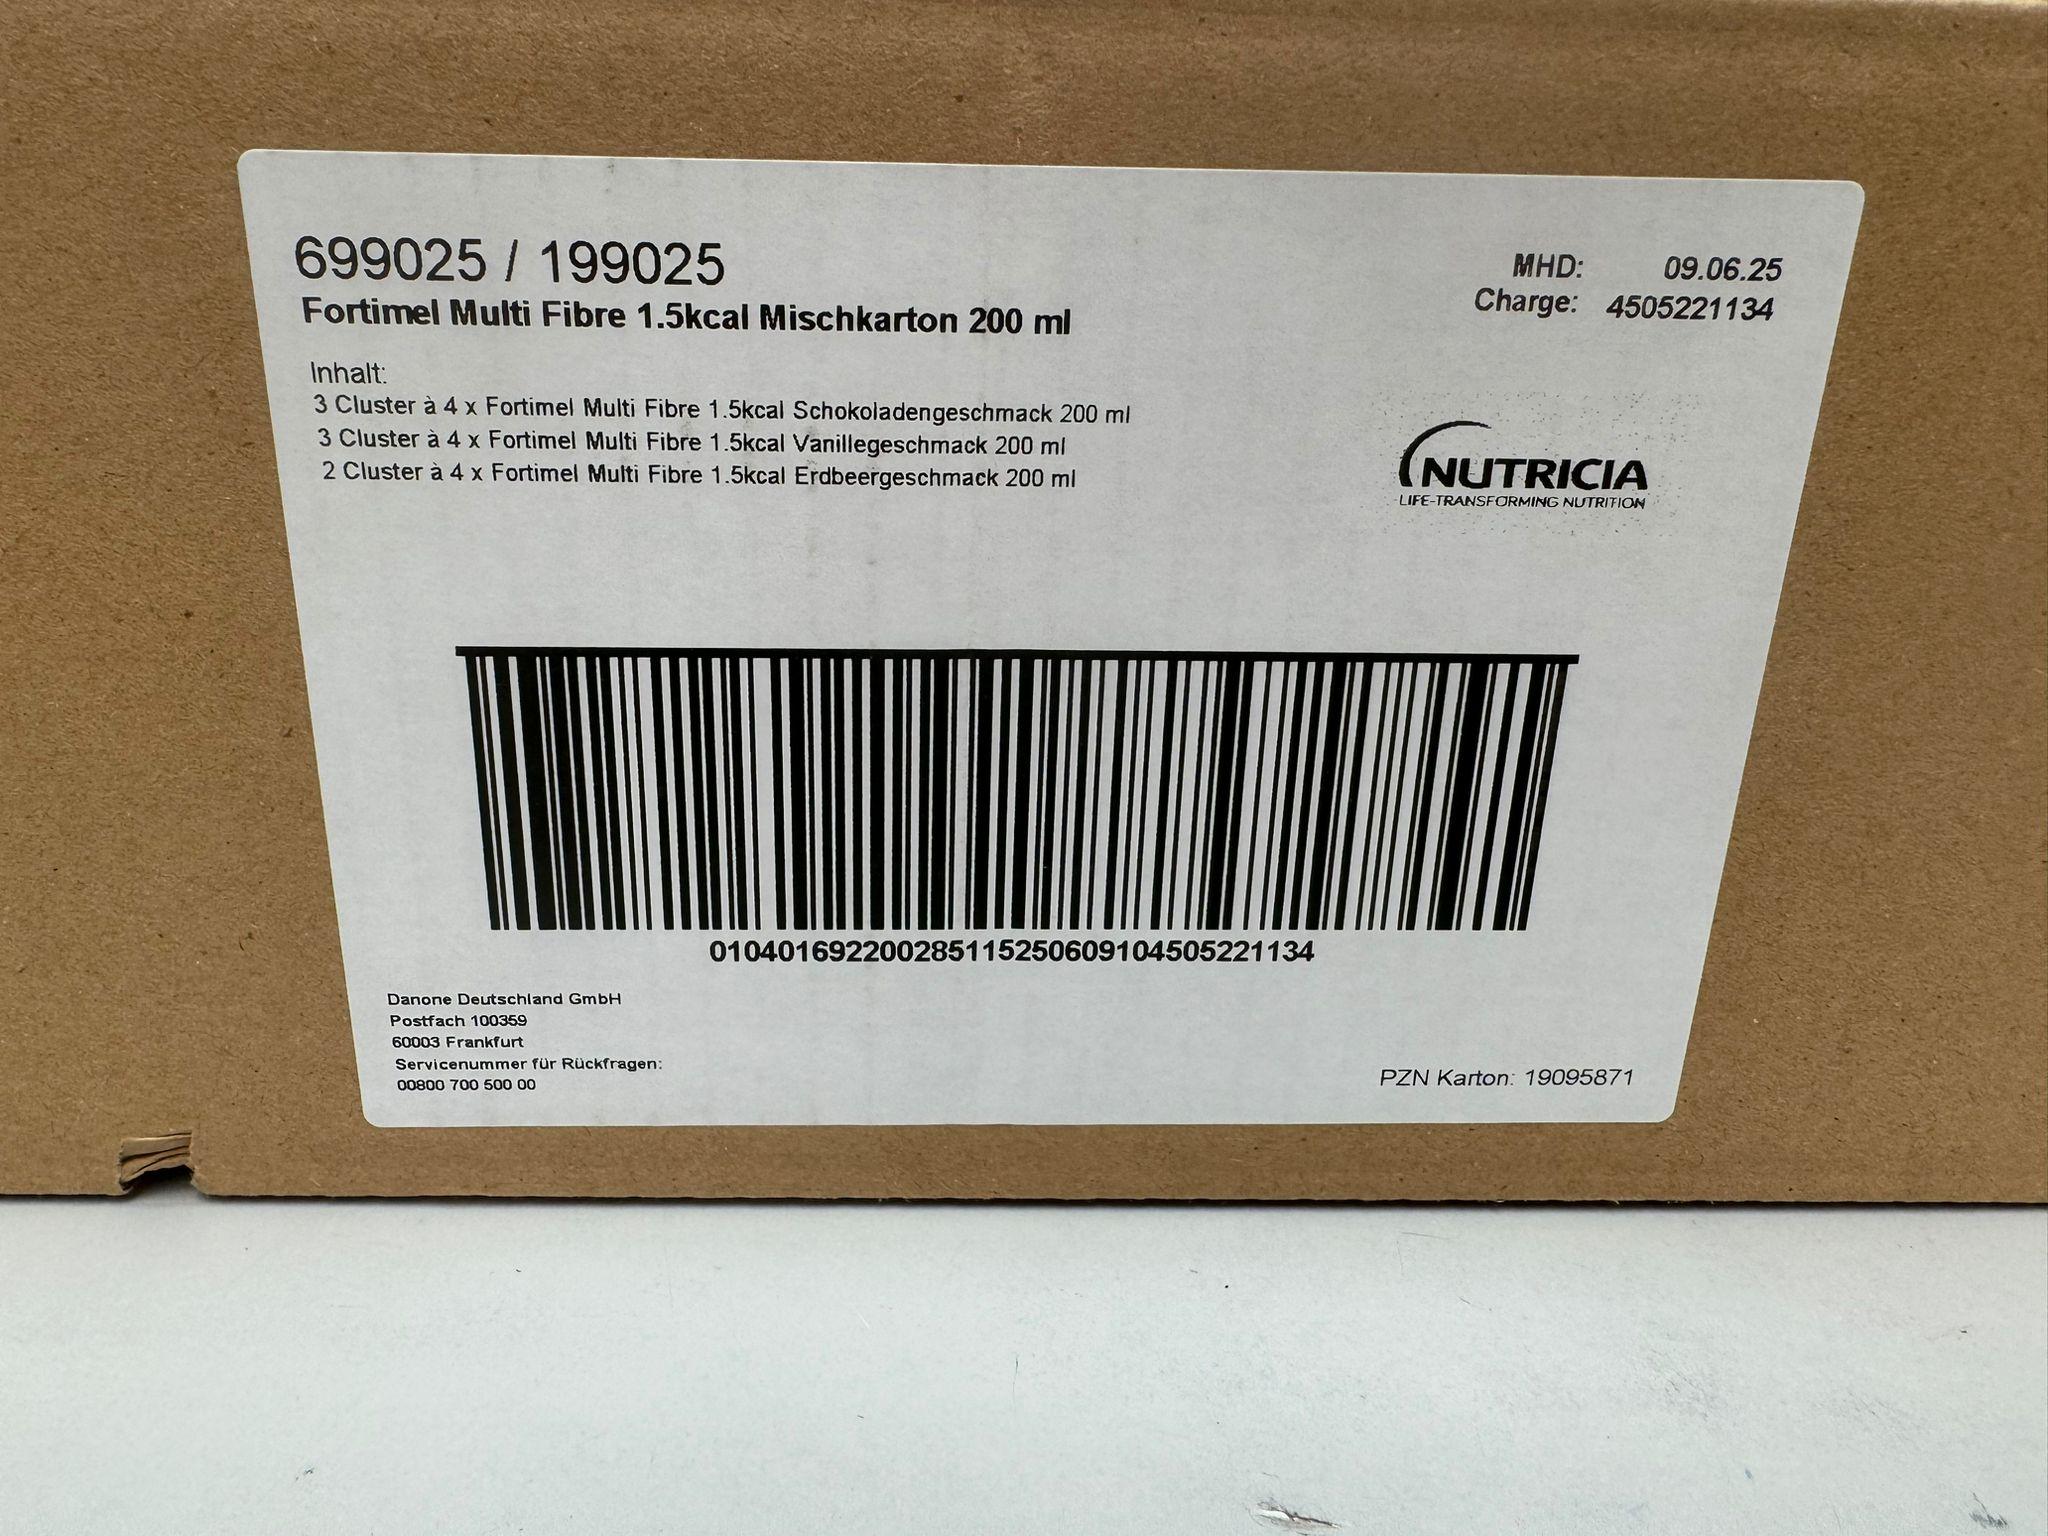 699025 / 199025
Fortimel Multi Fibre 1.5kcal Mischkarton 200 ml
MHD: 09.06.25
Charge: 4505221134
Inhalt:
3 Cluster à 4 x Fortimel Multi Fibre 1.5kcal Schokoladengeschmack 200 ml
3 Cluster à 4 x Fortimel Multi Fibre 1.5kcal Vanillegeschmack 200 ml
2 Cluster à 4 x Fortimel Multi Fibre 1.5kcal Erdbeergeschmack 200 ml
NUTRICIA
LIFE-TRANSFORMING NUTRITION
010401692200285115250609104505221134
Danone Deutschland GmbH
Postfach 100359
60003 Frankfurt
Servicenummer für Rückfragen:
00800 700 500 00
PZN Karton: 19095871